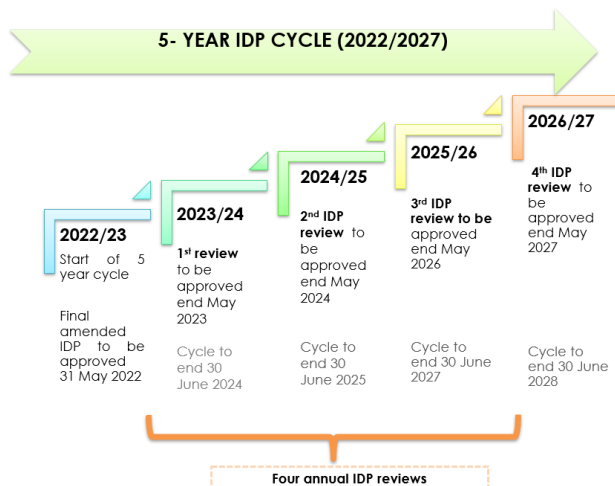 5- YEAR IDP CYCLE (2022/2027)
2022/23
Start of 5
year cycle
Final
amended
IDP to be
approved
31 May 2022
2023/24
1st review
to be
approved
end May
2023
Cycle to
end 30
June 2024
2024/25
2nd IDP
review to
be
approved
end May
2024
Cycle to
end 30
June 2025
2025/26
3rd IDP
review to be
approved
end May
2026
Cycle to
end 30 June
2027
2026/27
4th IDP
review to
be
approved
end May
2027
Cycle to
end 30 June
2028
Four annual IDP reviews